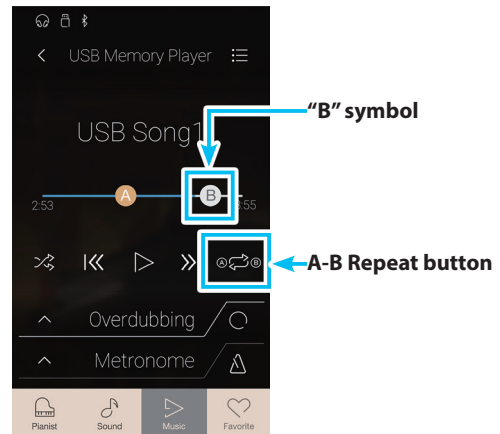 USB Memory Player
"B" symbol
USB Song1
A
B
2:53
:55
A B
A-B Repeat button
Overdubbing
Metronome
Pianist Sound Music Favorite